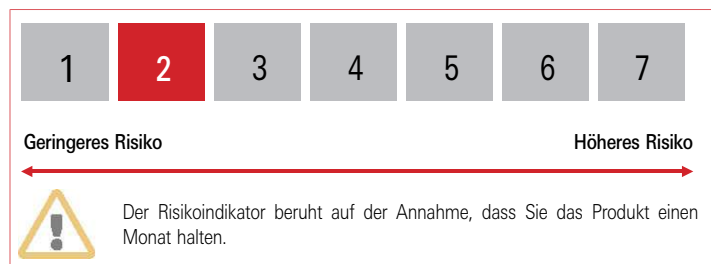 1 2 3 4 5 6 7
Geringeres Risiko Höheres Risiko
Der Risikoindikator beruht auf der Annahme, dass Sie das Produkt einen
Monat halten.